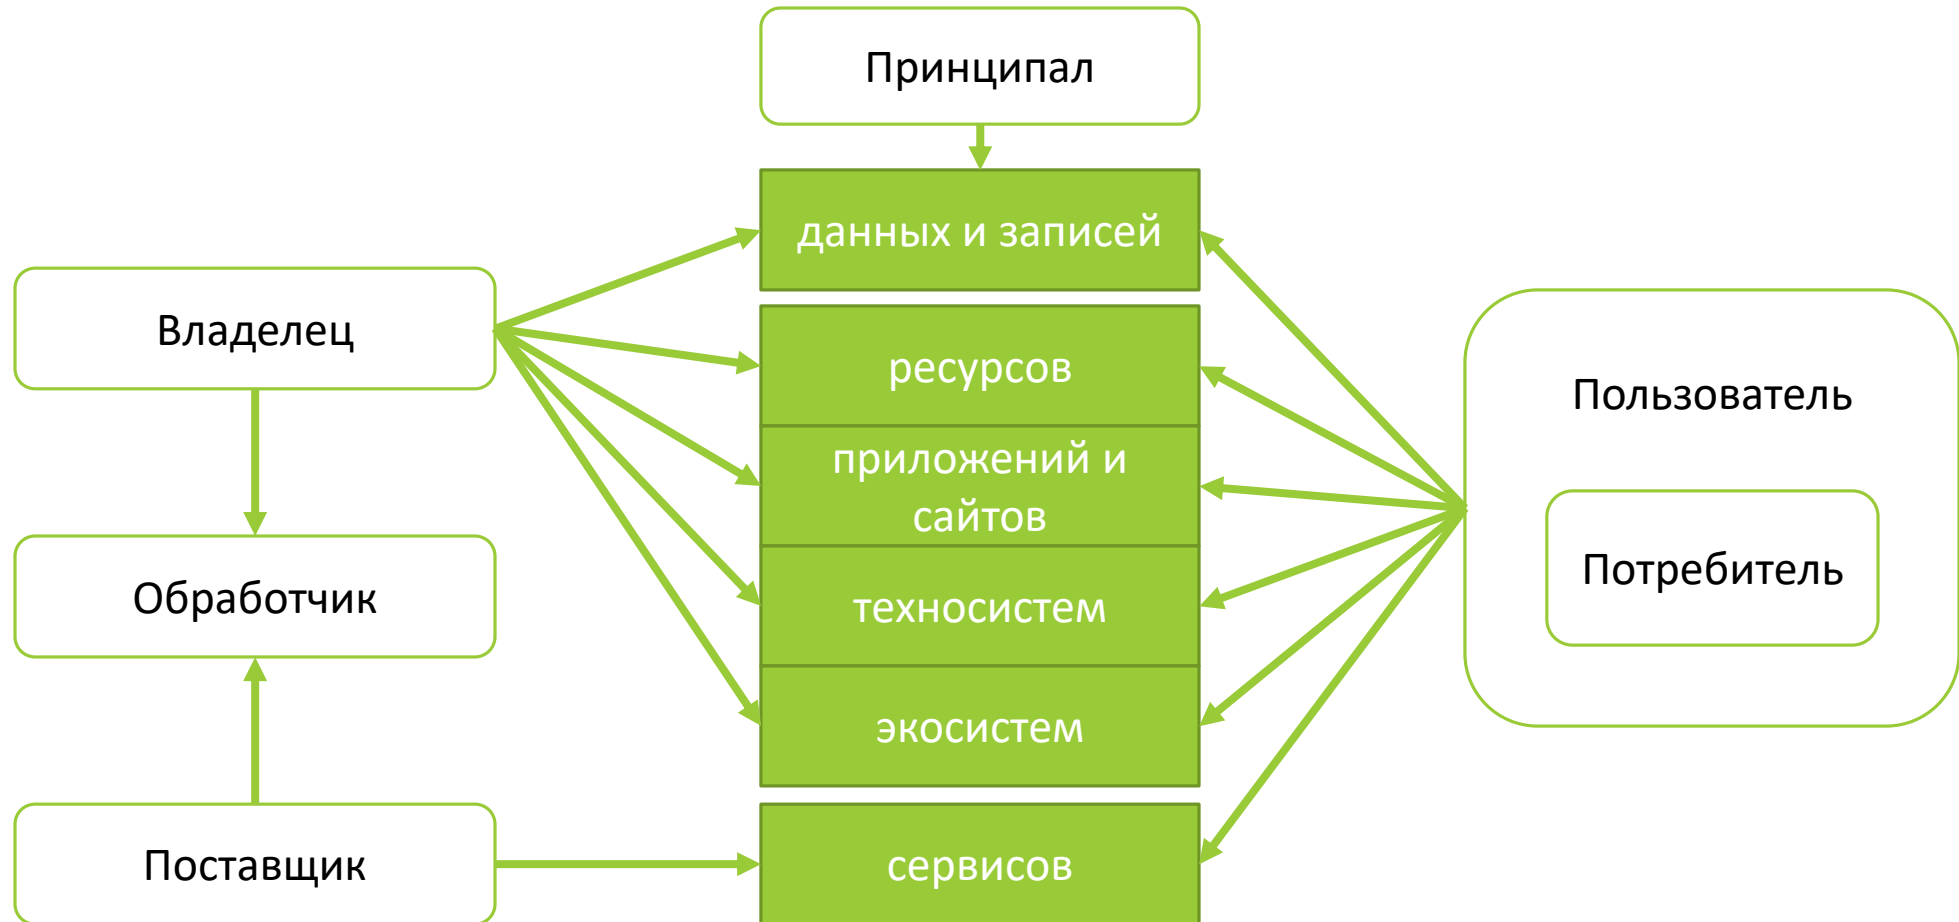 Принципал
данных и записей
Владелец
ресурсов
Пользователь
приложений и
сайтов
Потребитель
Обработчик
техносистем
экосистем
Поставщик
сервисов